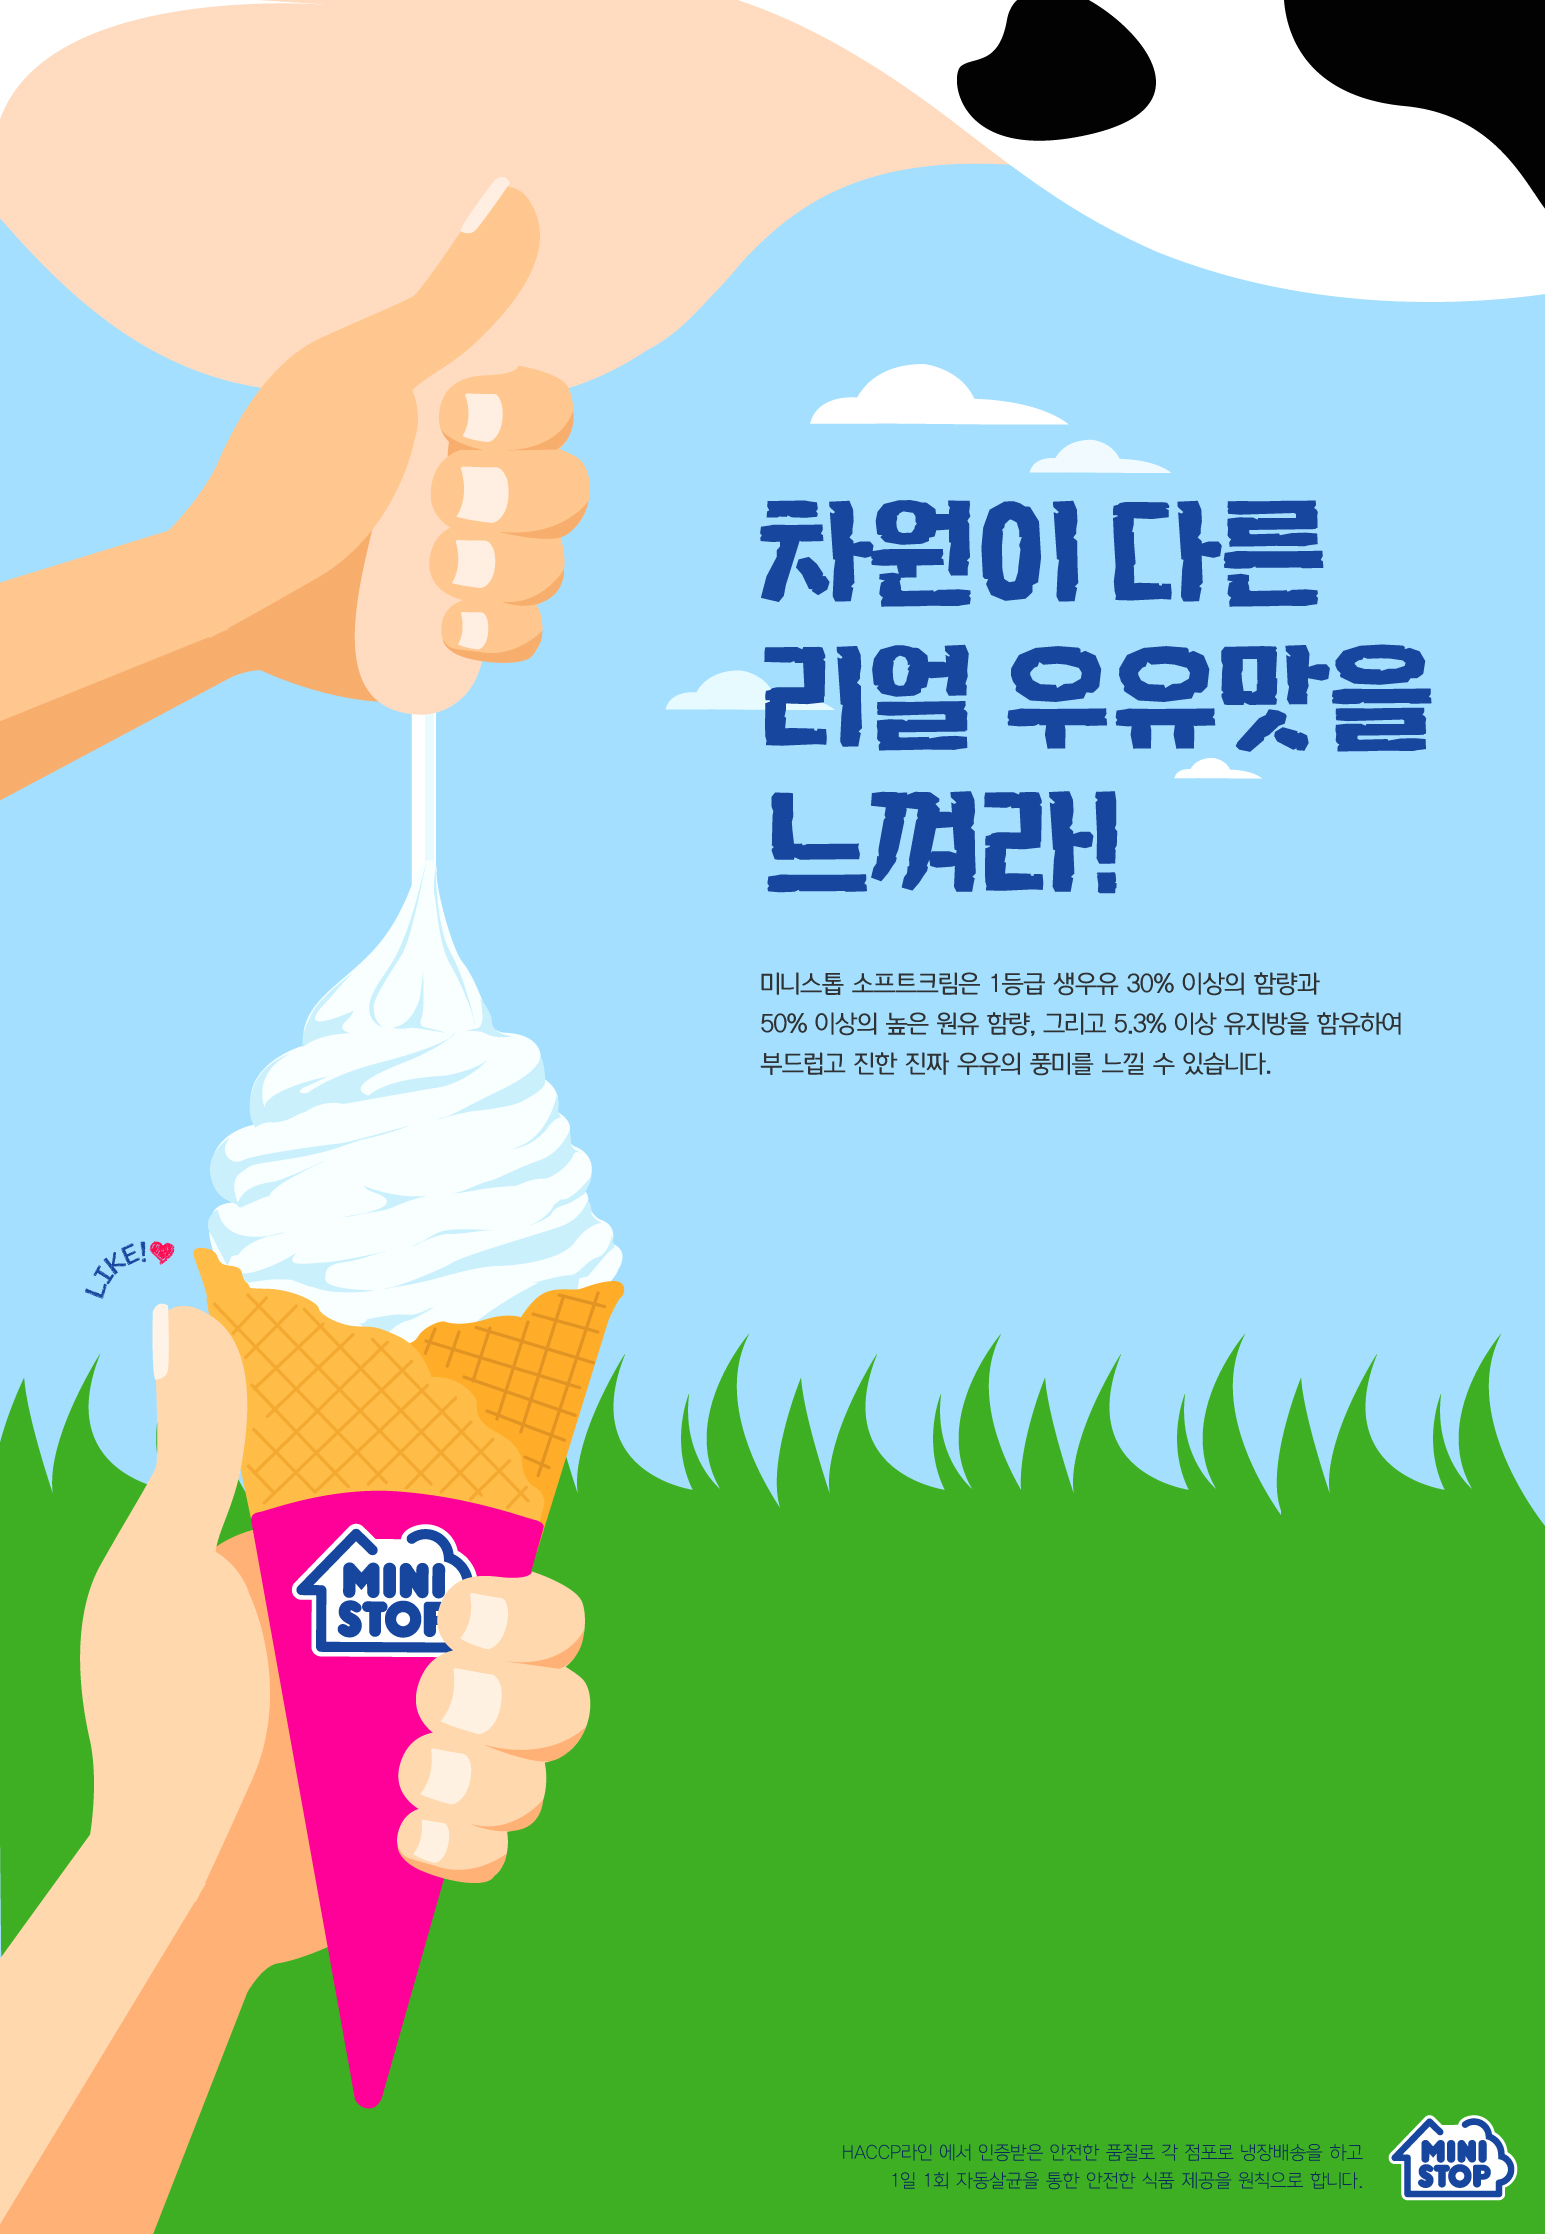 차원이 다른
리얼 우유맛을
느껴라!
미니스톱 소프트크림은 1등급 생우유 30% 이상의 함량과
50% 이상의 높은 원유 함량, 그리고 5.3% 이상 유지방을 함유하여
부드럽고 진한 진짜 우유의 풍미를 느낄 수 있습니다.
LIKE!
MINI
STOP
HACCP라인 에서 인증받은 안전한 품질로 각 점포로 냉장배송을 하고
1일 1회 자동살균을 통한 안전한 식품 제공을 원칙으로 합니다.
MINI
STOP